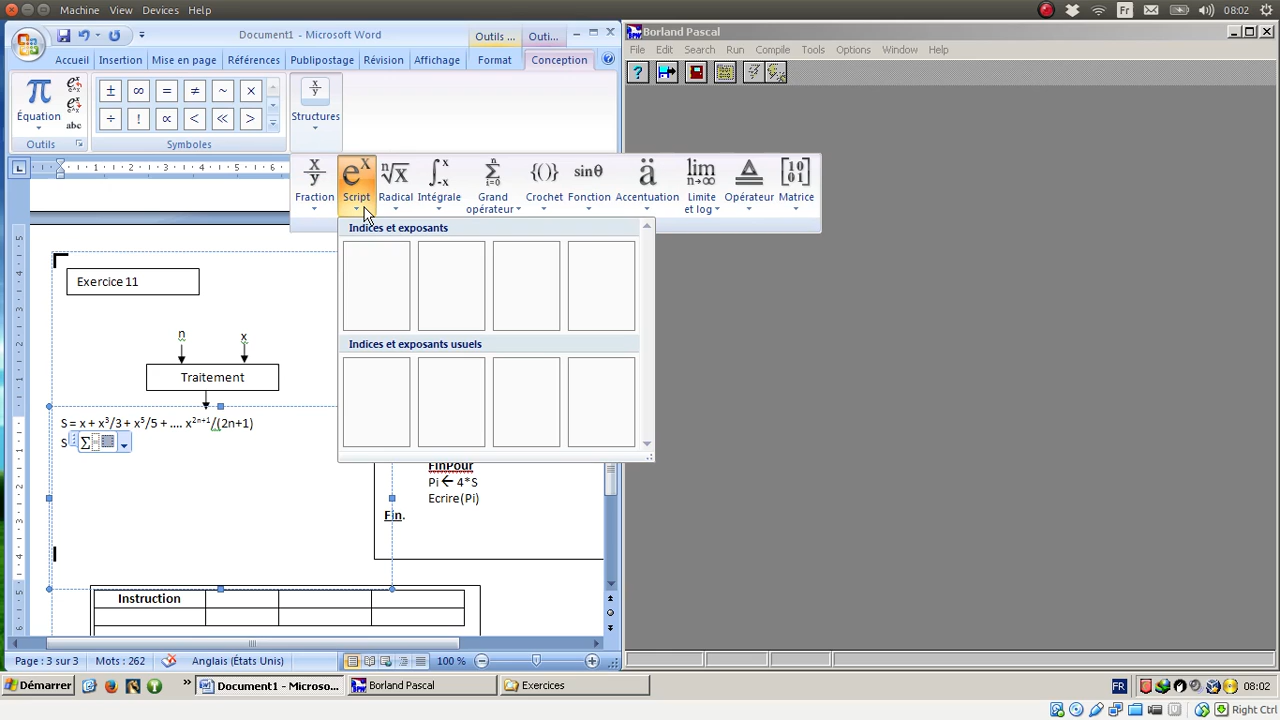 Machine View Devices Help
Fr
08:02
Document1 - Microsoft Word
Outils ...
Outi...
Accueil Insertion Mise en page Références Publipostage Révision Affichage Format Conception
Équation
abc
Outils
± ∞ = ≠ ~ ×
÷ ! ∝ < << >
Symboles
x/y
Structures
Fraction
Script
Radical
Intégrale
Grand opérateur
Crochet
Fonction
Accentuation
Limite et log
Opérateur
Matrice
Indices et exposants
Indices et exposants usuels
Exercice 11
n x
Traitement
S = x + x³/3 + x⁵/5 + .... x²ⁿ⁺¹/(2n+1)
S ∑
FinPour
Pi ← 4*S
Ecrire(Pi)
Fin.
Instruction
Page : 3 sur 3 Mots : 262 Anglais (États Unis) 100 %
Borland Pascal
File Edit Search Run Compile Tools Options Window Help
Démarrer
Document1 - Microso...
Borland Pascal
Exercices
FR
08:02
Right Ctrl